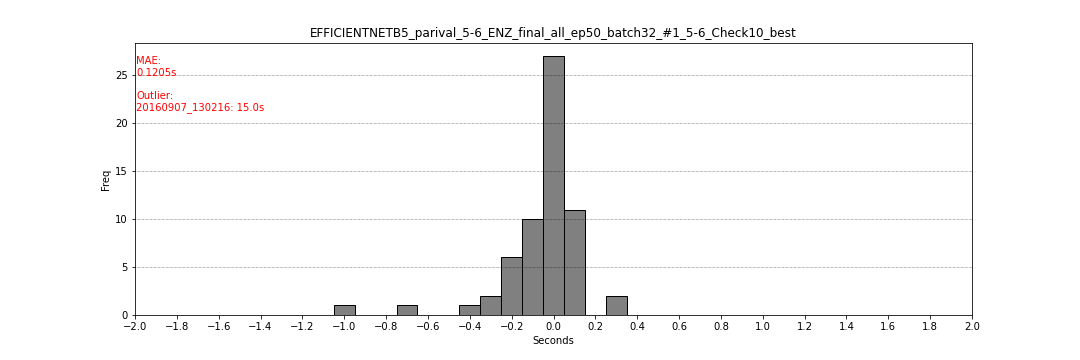 EFFICIENTNETB5_parival_5-6_ENZ_final_all_ep50_batch32_#1_5-6_Check10_best
MAE:
0.1205s
Outlier:
20160907_130216: 15.0s
Freq
25
20
15
10
5
0
−2.0 −1.8 −1.6 −1.4 −1.2 −1.0 −0.8 −0.6 −0.4 −0.2 0.0 0.2 0.4 0.6 0.8 1.0 1.2 1.4 1.6 1.8 2.0
Seconds